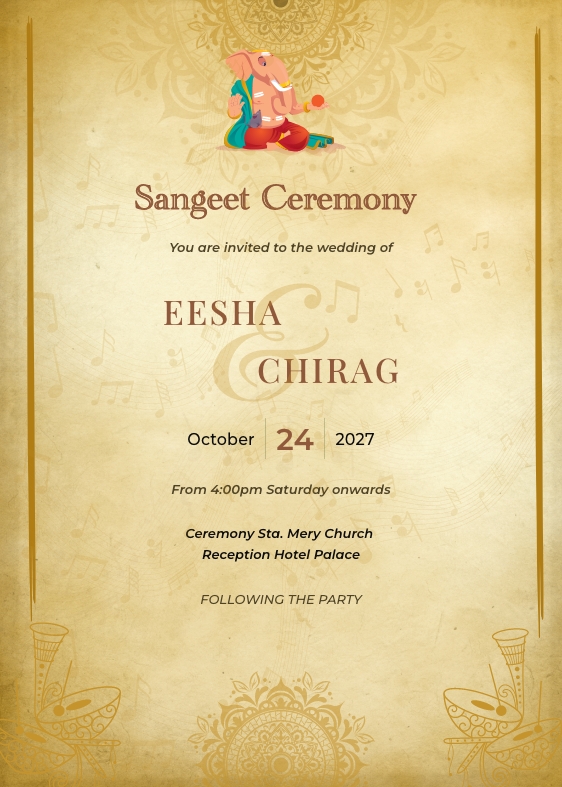 Sangeet Ceremony
You are invited to the wedding of
EESHA
&
CHIRAG
October 24 2027
From 4:00pm Saturday onwards
Ceremony Sta. Mery Church
Reception Hotel Palace
FOLLOWING THE PARTY